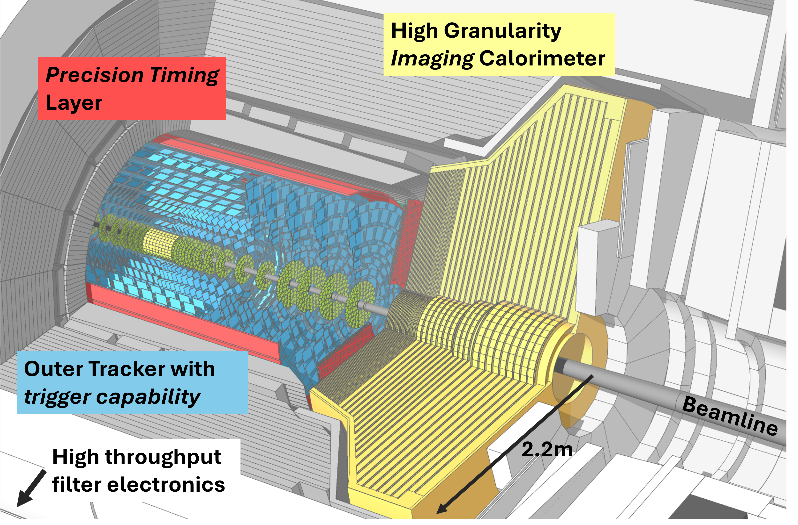 High Granularity
Imaging Calorimeter
Precision Timing
Layer
Outer Tracker with
trigger capability
High throughput
filter electronics
2.2m
Beamline